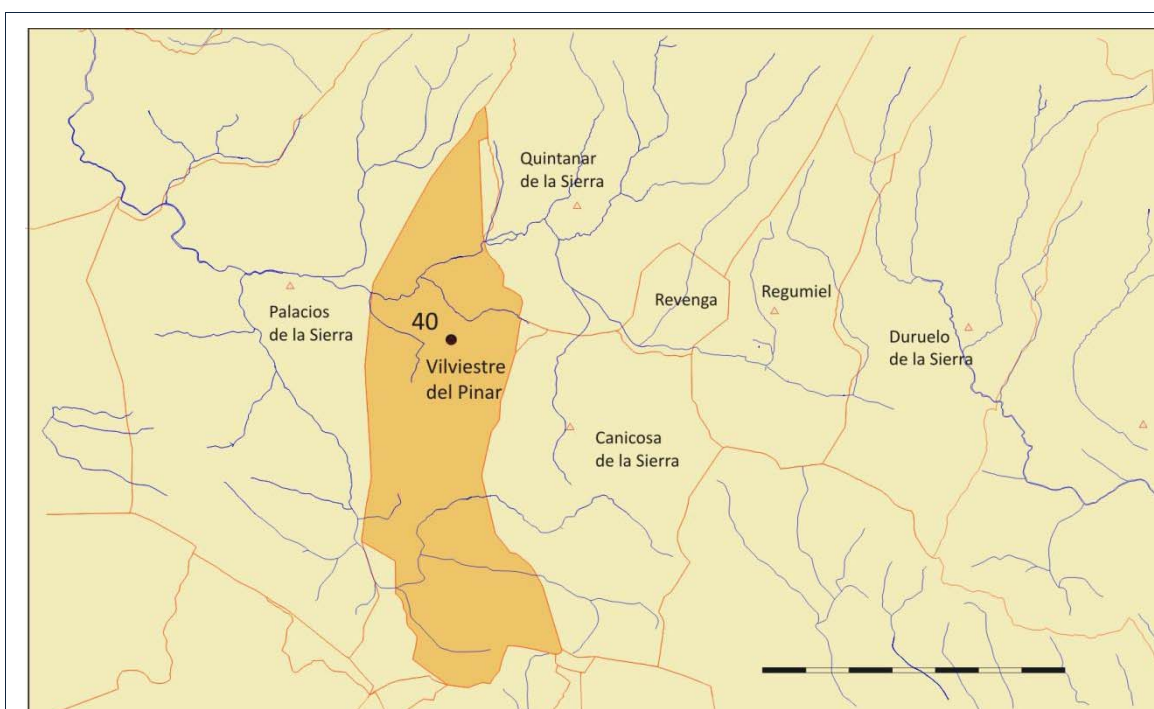 Quintanar
de la Sierra
Revenga
Regumiel
Palacios
de la Sierra
40
Vilviestre
del Pinar
Duruelo
de la Sierra
Canicosa
de la Sierra